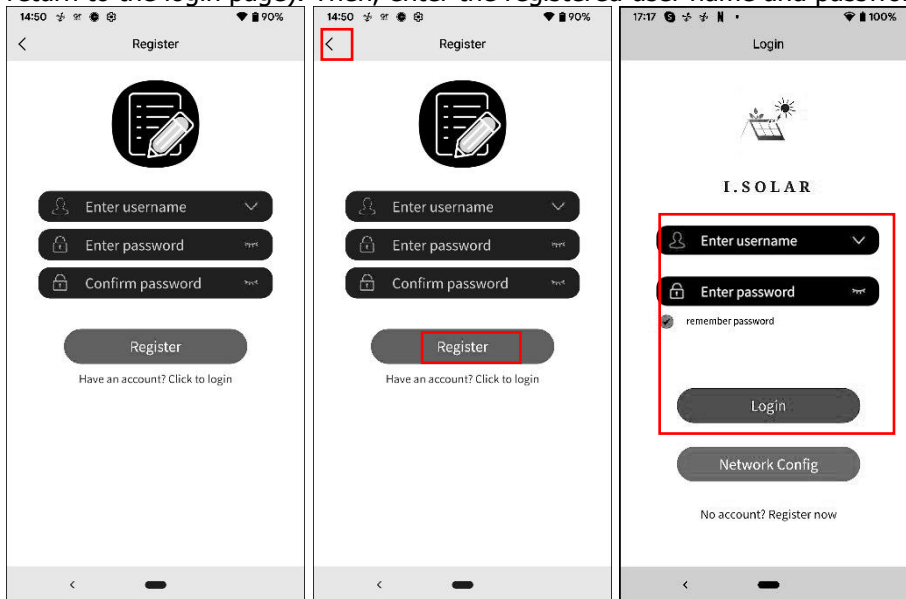 return to the login page). Then, enter the registered user name and passwor
14:50
90%
Register
Enter username
Enter password
Confirm password
Register
Have an account? Click to login
14:50
90%
Register
Enter username
Enter password
Confirm password
Register
Have an account? Click to login
17:17
100%
Login
I.SOLAR
Enter username
Enter password
remember password
Login
Network Config
No account? Register now